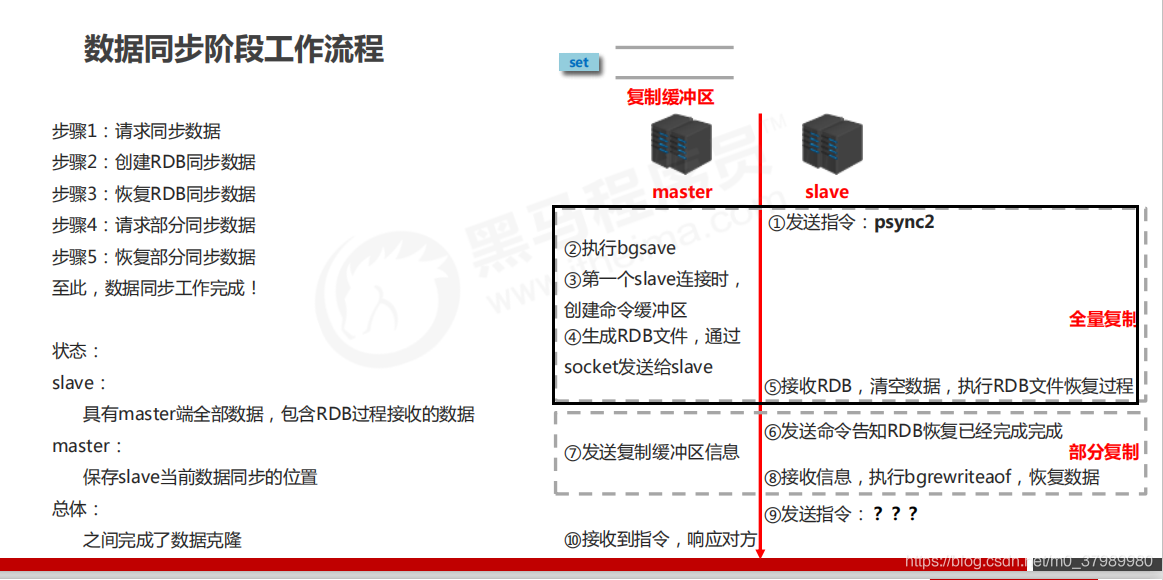 数据同步阶段工作流程
步骤1：请求同步数据
步骤2：创建RDB同步数据
步骤3：恢复RDB同步数据
步骤4：请求部分同步数据
步骤5：恢复部分同步数据
至此，数据同步工作完成！
状态：
slave：
具有master端全部数据，包含RDB过程接收的数据
master：
保存slave当前数据同步的位置
总体：
之间完成了数据克隆
set
复制缓冲区
master
slave
①发送指令：psync2
②执行bgsave
③第一个slave连接时，
创建命令缓冲区
④生成RDB文件，通过
socket发送给slave
全量复制
⑤接收RDB，清空数据，执行RDB文件恢复过程
⑥发送命令告知RDB恢复已经完成完成
⑦发送复制缓冲区信息
部分复制
⑧接收信息，执行bgrewriteaof，恢复数据
⑨发送指令：？？？
⑩接收到指令，响应对方
黑马程序员™
https://blog.csdn.net/m0_37989980